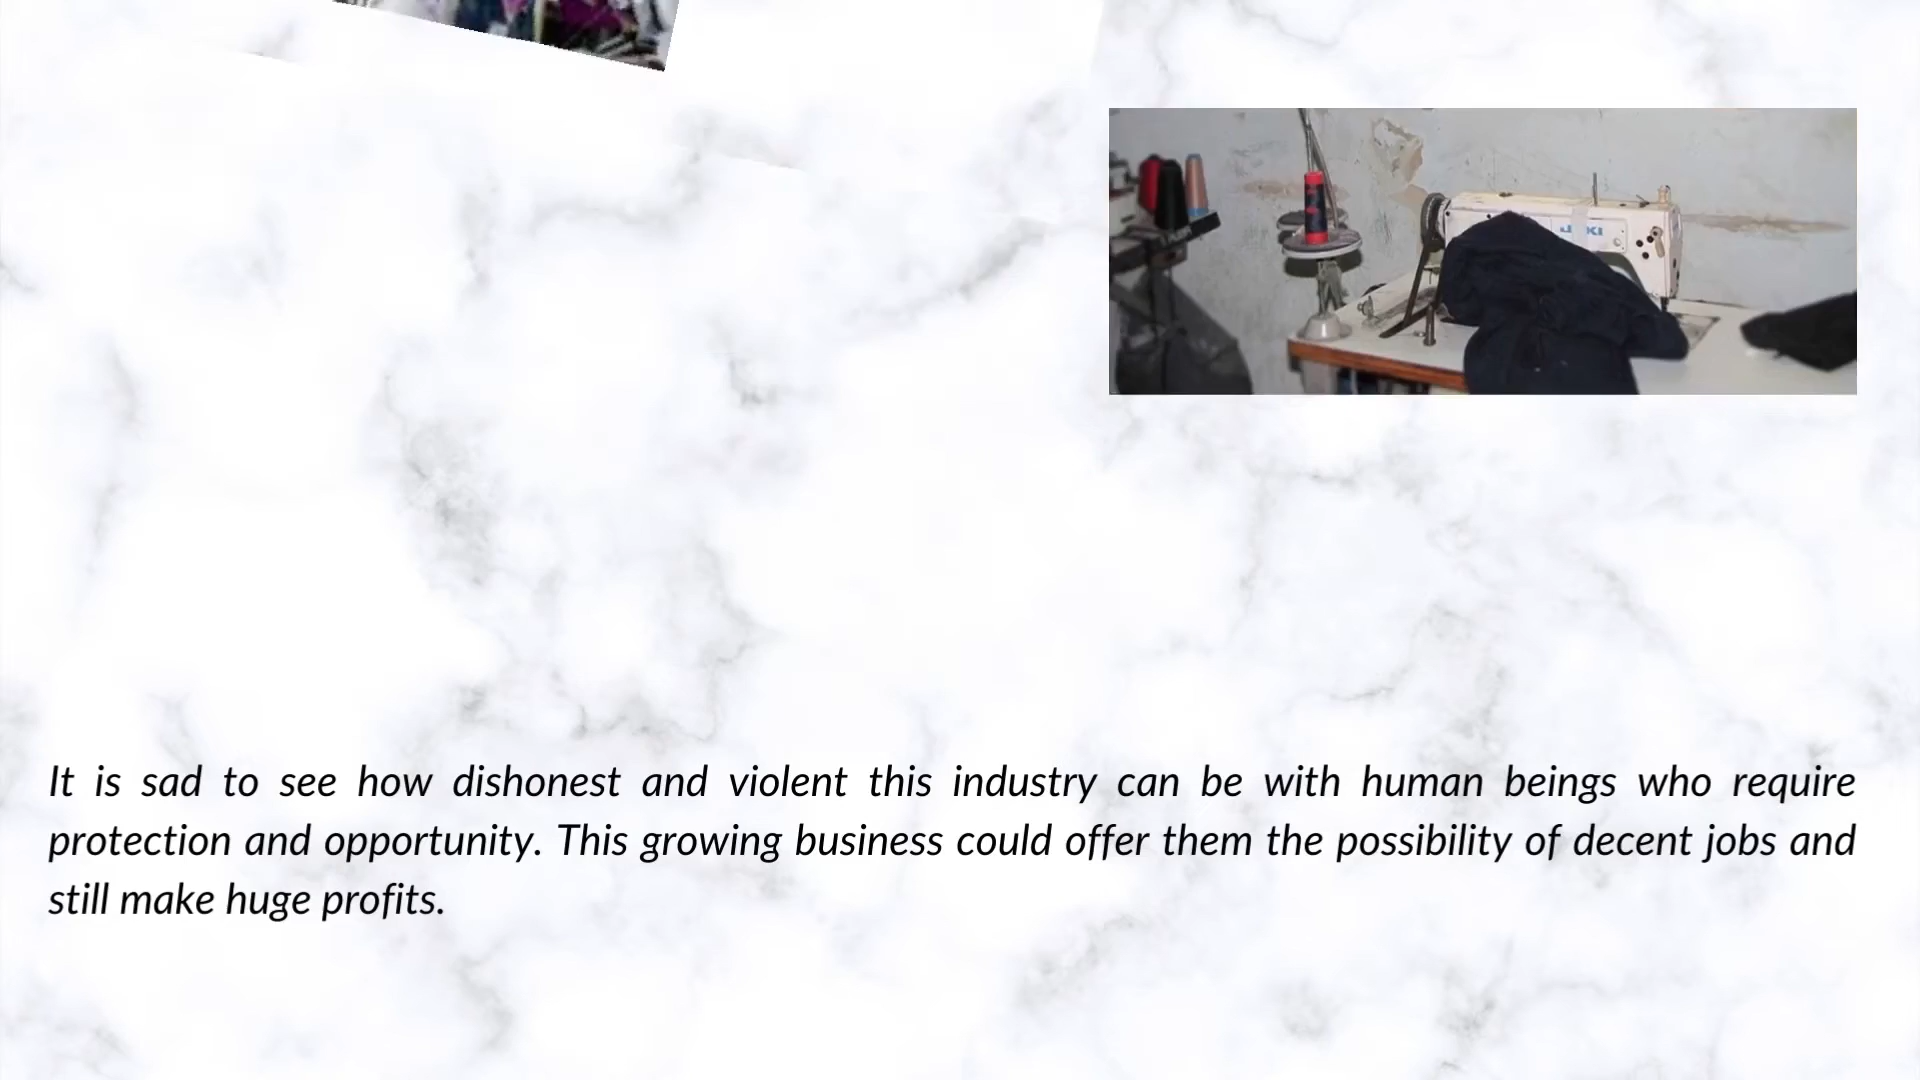 It is sad to see how dishonest and violent this industry can be with human beings who require
protection and opportunity. This growing business could offer them the possibility of decent jobs and
still make huge profits.